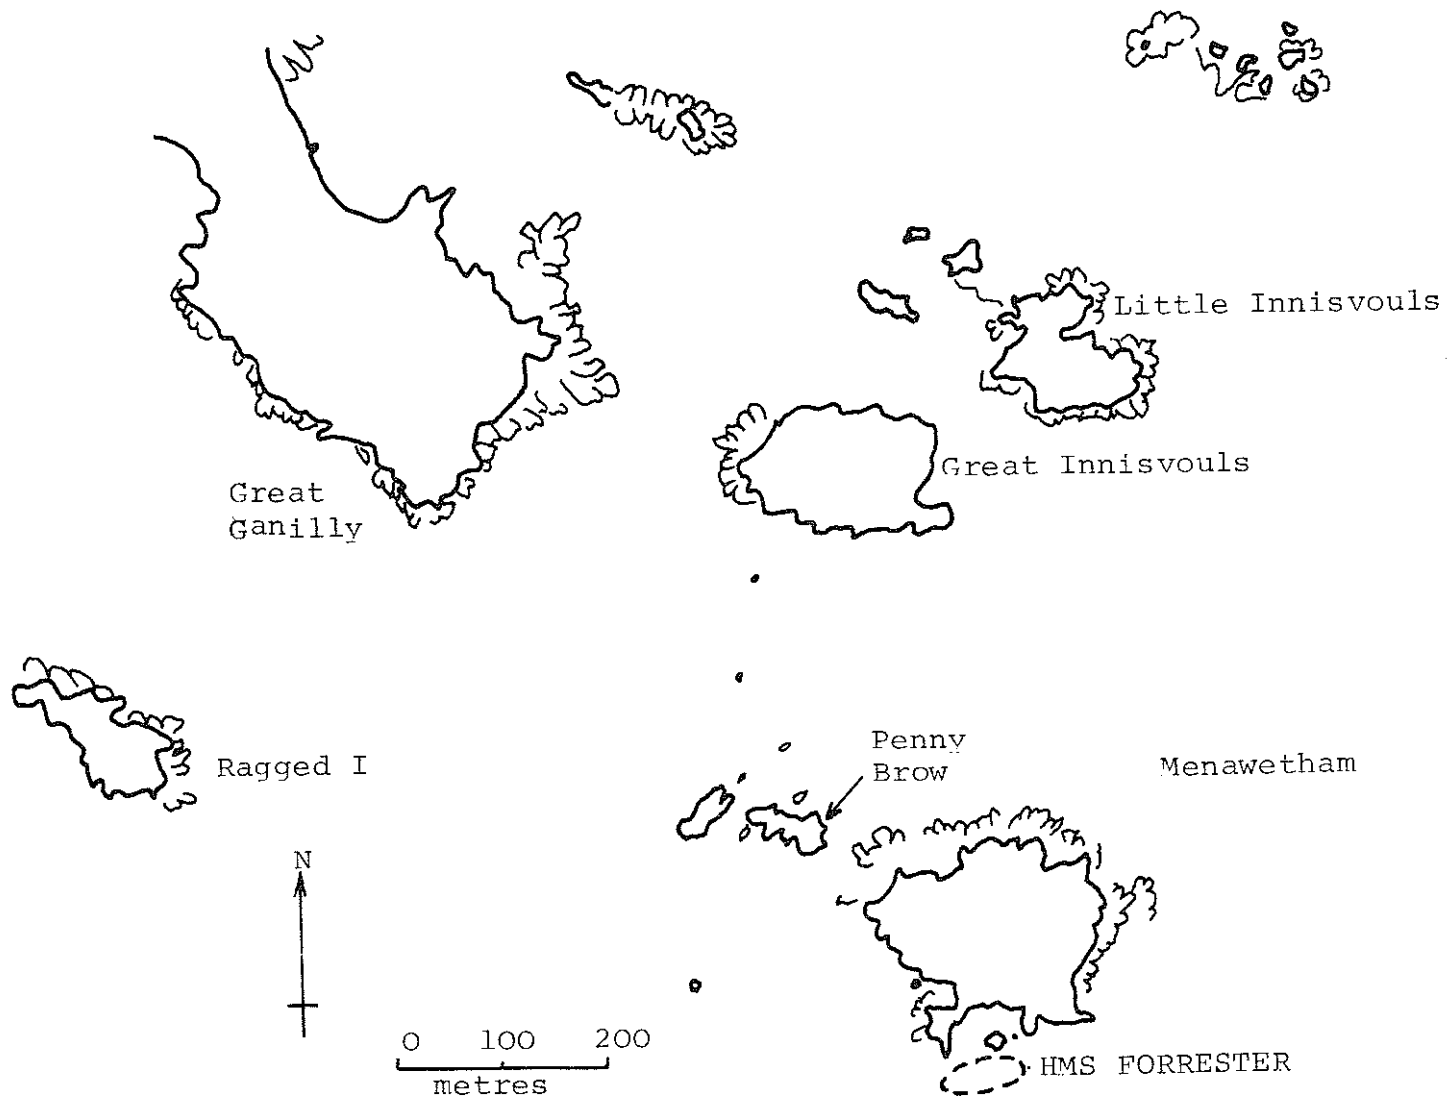 Little Innisvouls
Great Innisvouls
Great
Ganilly
Penny
Brow
Menawetham
Ragged I
N
0 100 200
metres
HMS FORRESTER